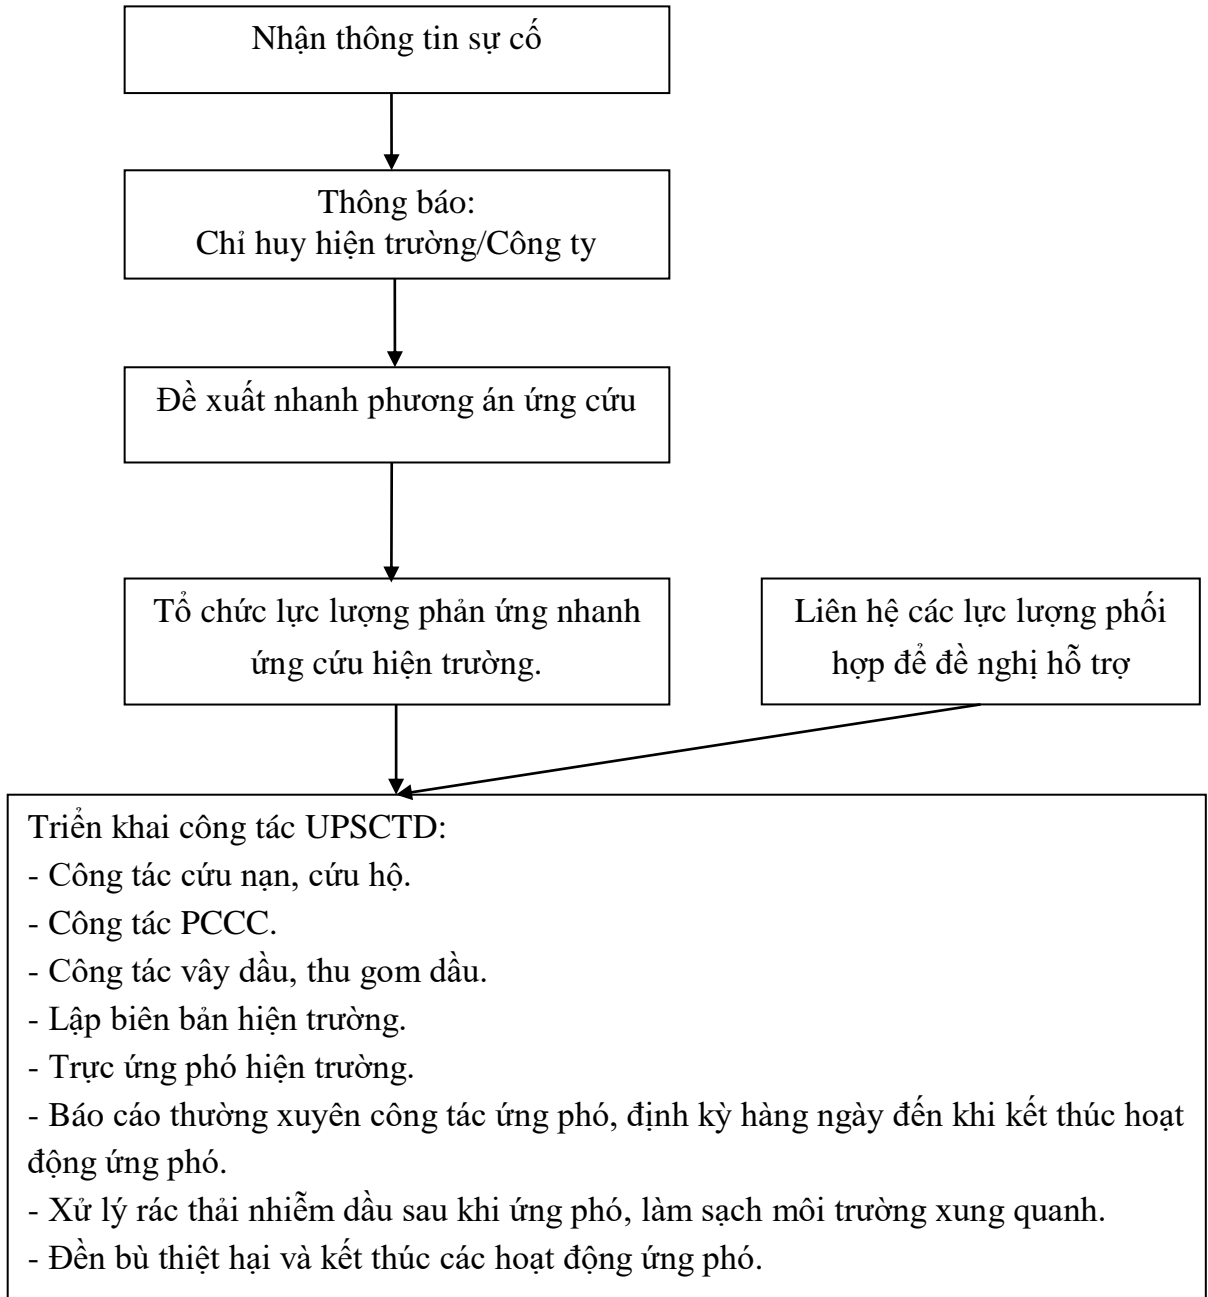 Nhận thông tin sự cố
Thông báo:
Chỉ huy hiện trường/Công ty
Đề xuất nhanh phương án ứng cứu
Tổ chức lực lượng phản ứng nhanh
ứng cứu hiện trường.
Liên hệ các lực lượng phối
hợp để đề nghị hỗ trợ
Triển khai công tác UPSCTD:
- Công tác cứu nạn, cứu hộ.
- Công tác PCCC.
- Công tác vây dầu, thu gom dầu.
- Lập biên bản hiện trường.
- Trực ứng phó hiện trường.
- Báo cáo thường xuyên công tác ứng phó, định kỳ hàng ngày đến khi kết thúc hoạt
động ứng phó.
- Xử lý rác thải nhiễm dầu sau khi ứng phó, làm sạch môi trường xung quanh.
- Đền bù thiệt hại và kết thúc các hoạt động ứng phó.